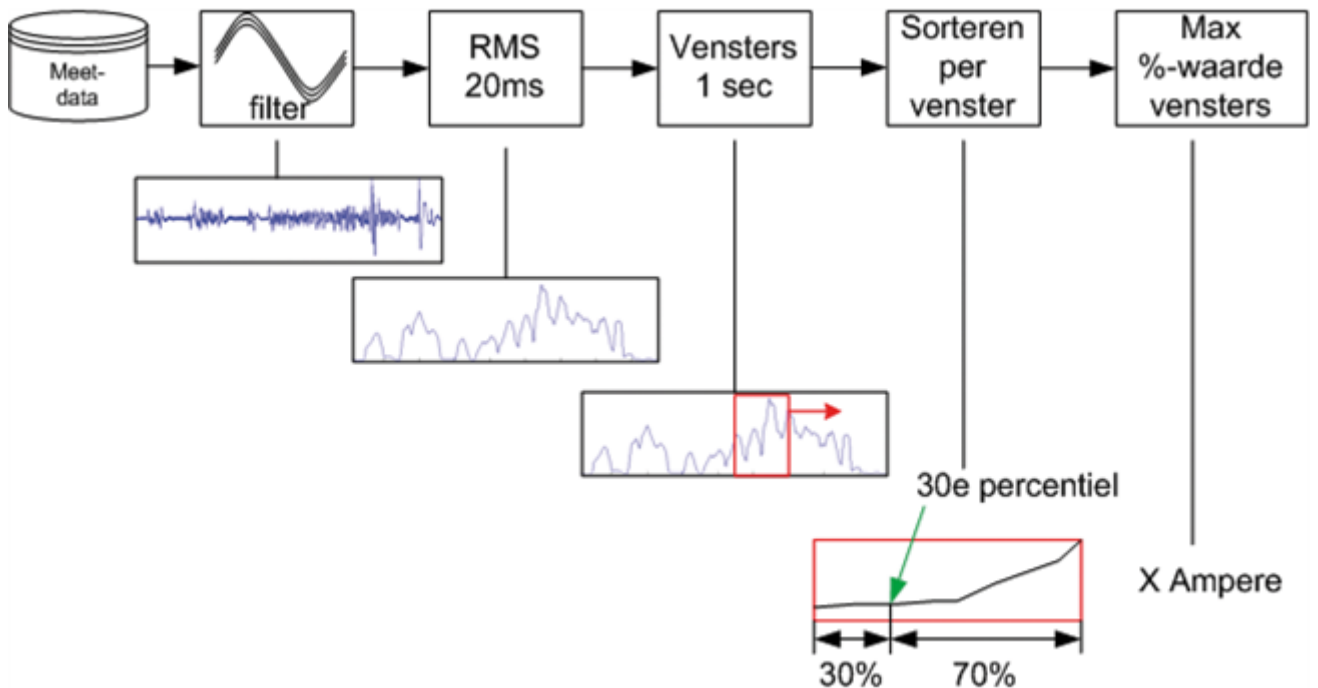 Meet-
data
filter
RMS
20ms
Vensters
1 sec
Sorteren
per
venster
Max
%-waarde
vensters
30e percentiel
X Ampere
30%
70%